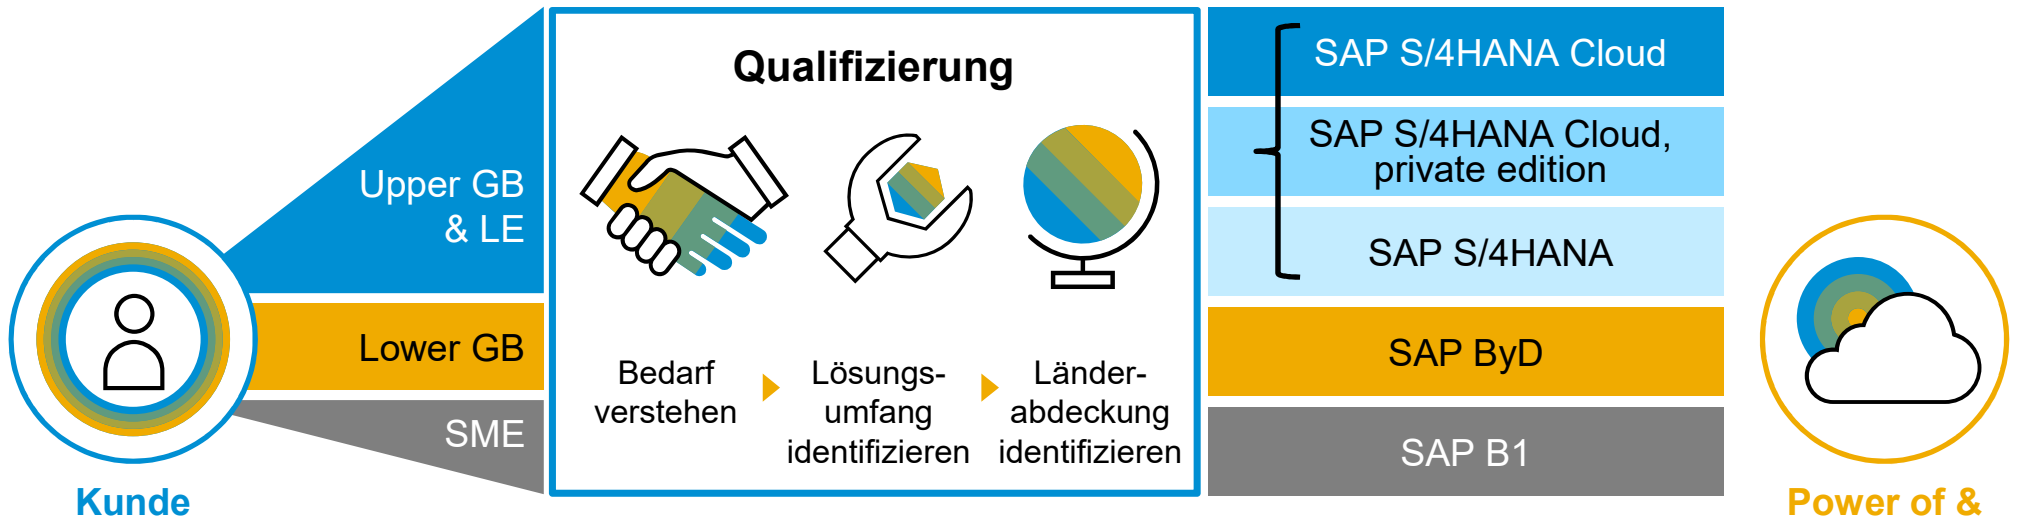 Kunde
Upper GB
& LE
Lower GB
SME
Qualifizierung
Bedarf
verstehen
Lösungs-
umfang
identifizieren
Länder-
abdeckung
identifizieren
SAP S/4HANA Cloud
SAP S/4HANA Cloud,
private edition
SAP S/4HANA
SAP ByD
SAP B1
Power of &